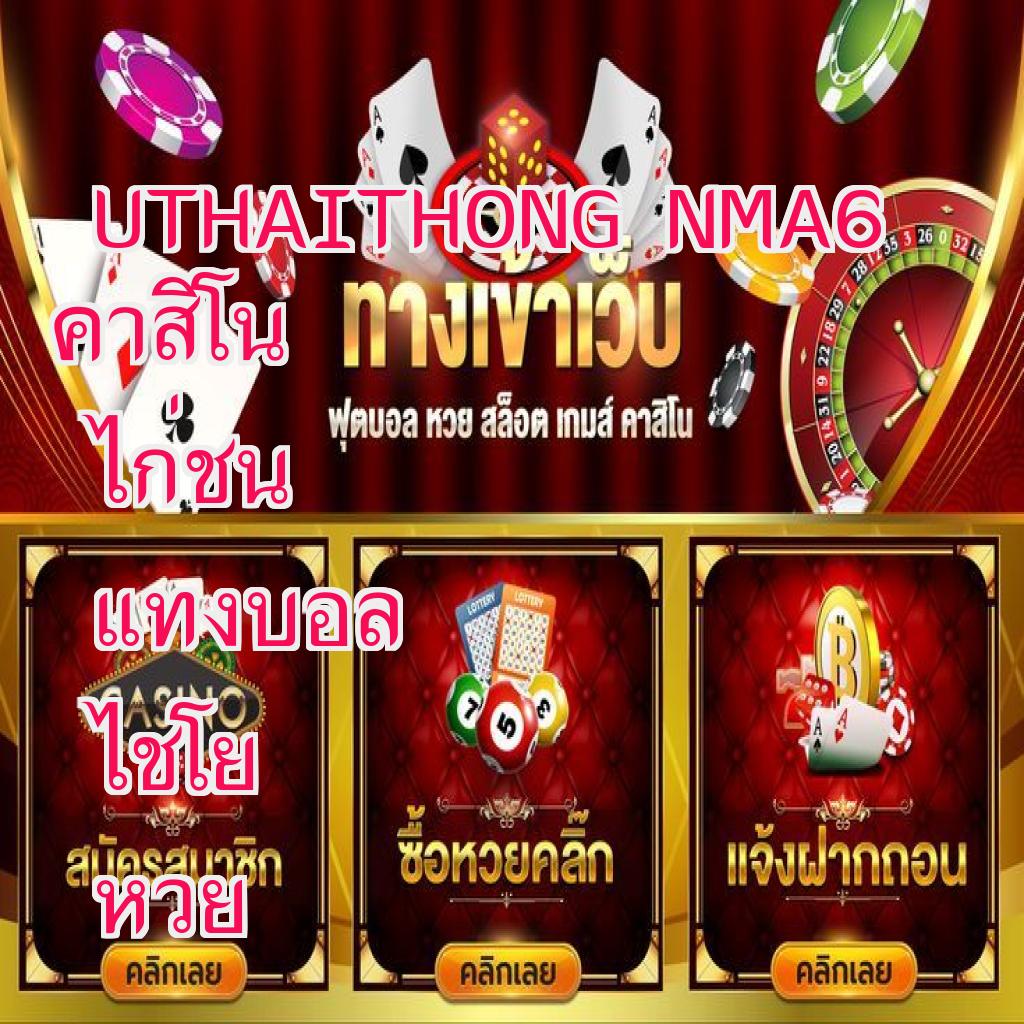 UTHAITHONG NMA6
ทางเข้าเว็บ
คาสิโน
ฟุตบอล หวย สล็อต เกมส์ คาสิโน
ไก่ชน
LOTTERY
LOTTERY
แทงบอล
CASINO
7 5 3
B
ไชโย
สมัครสมาชิก
ซื้อหวยคลิ๊ก
แจ้งฝากถอน
หวย
คลิกเลย
คลิกเลย
คลิกเลย